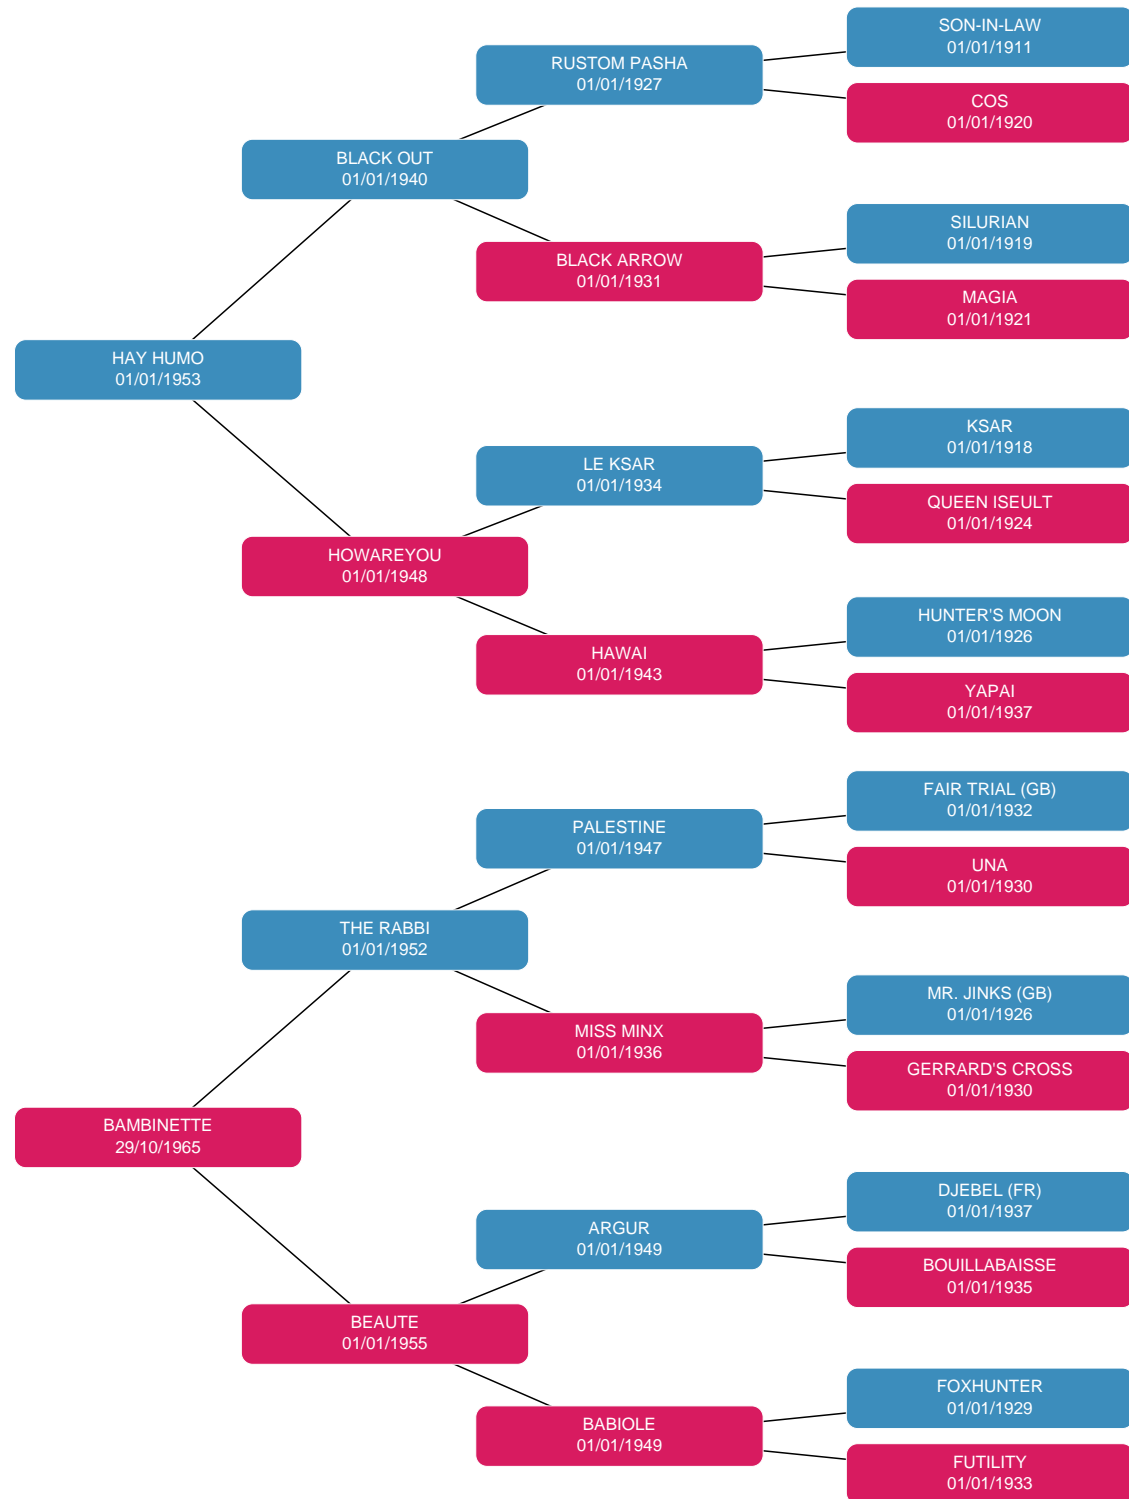 SON-IN-LAW
01/01/1911
RUSTOM PASHA
01/01/1927
COS
01/01/1920
BLACK OUT
01/01/1940
SILURIAN
01/01/1919
BLACK ARROW
01/01/1931
MAGIA
01/01/1921
HAY HUMO
01/01/1953
KSAR
01/01/1918
LE KSAR
01/01/1934
QUEEN ISEULT
01/01/1924
HOWAREYOU
01/01/1948
HUNTER'S MOON
01/01/1926
HAWAI
01/01/1943
YAPAI
01/01/1937
FAIR TRIAL (GB)
01/01/1932
PALESTINE
01/01/1947
UNA
01/01/1930
THE RABBI
01/01/1952
MR. JINKS (GB)
01/01/1926
MISS MINX
01/01/1936
GERRARD'S CROSS
01/01/1930
BAMBINETTE
29/10/1965
DJEBEL (FR)
01/01/1937
ARGUR
01/01/1949
BOUILLABAISSE
01/01/1935
BEAUTE
01/01/1955
FOXHUNTER
01/01/1929
BABIOLE
01/01/1949
FUTILITY
01/01/1933